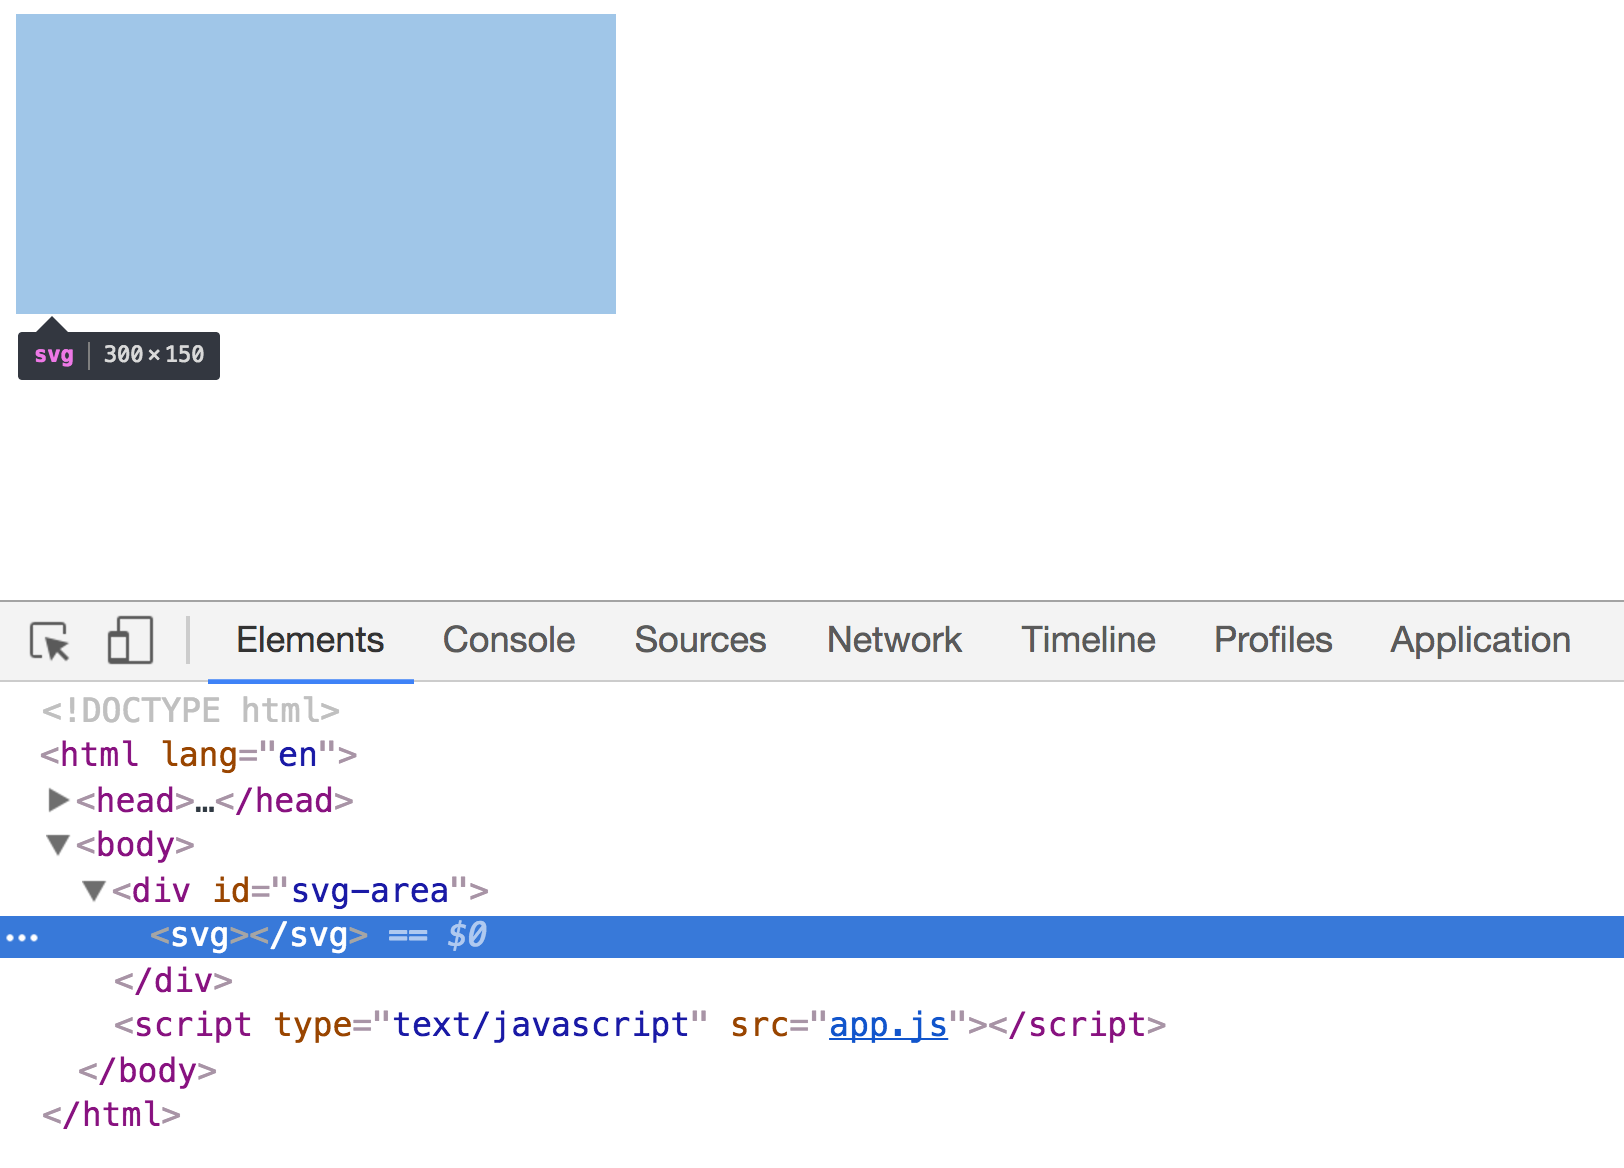 svg 300 × 150
Elements Console Sources Network Timeline Profiles Application
<!DOCTYPE html>
<html lang="en">
<head>…</head>
<body>
<div id="svg-area">
... <svg></svg> == $0
</div>
<script type="text/javascript" src="app.js"></script>
</body>
</html>